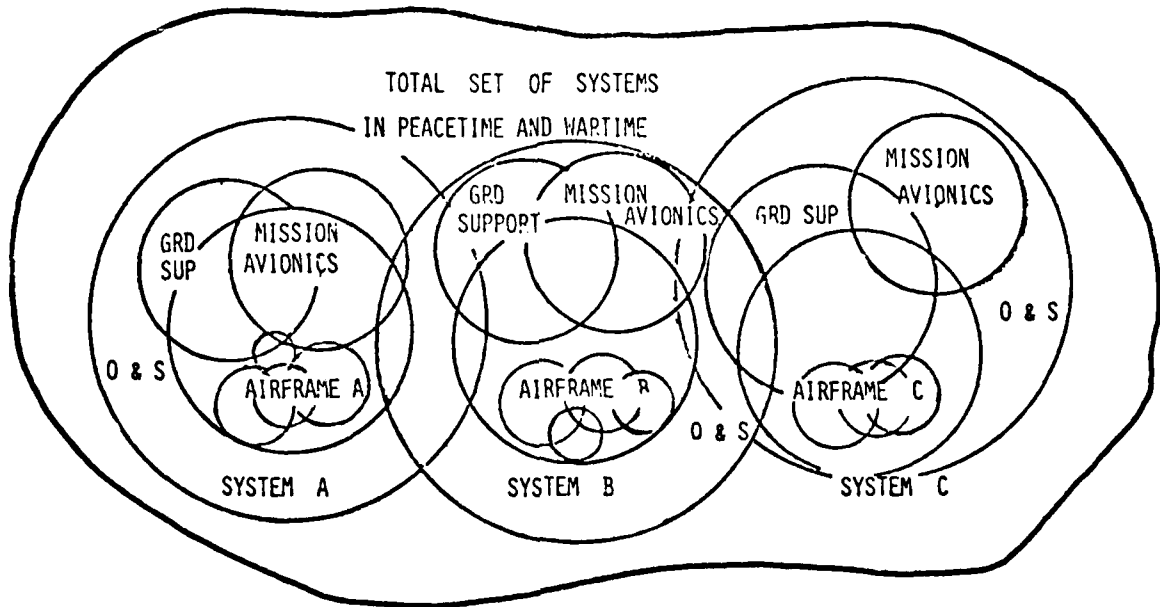 TOTAL SET OF SYSTEMS
IN PEACETIME AND WARTIME
GRD
SUP
MISSION
AVIONICS
O & S
AIRFRAME A
SYSTEM A
GRD
SUPPORT
MISSION
AVIONICS
AIRFRAME B
O & S
SYSTEM B
GRD SUP
MISSION
AVIONICS
O & S
AIRFRAME C
SYSTEM C